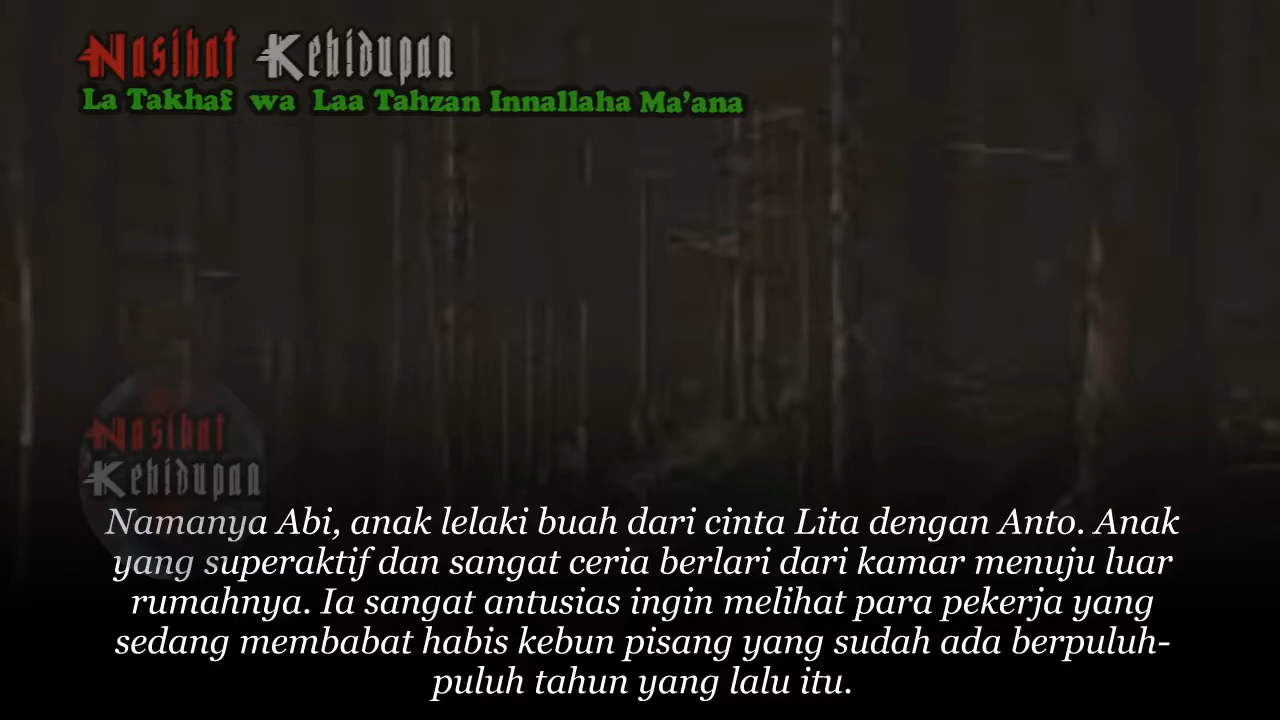 Nasihat Kehidupan
La Takhaf wa Laa Tahzan Innallaha Ma'ana
Nasihat
Kehidupan
Namanya Abi, anak lelaki buah dari cinta Lita dengan Anto. Anak
yang superaktif dan sangat ceria berlari dari kamar menuju luar
rumahnya. Ia sangat antusias ingin melihat para pekerja yang
sedang membabat habis kebun pisang yang sudah ada berpuluh-
puluh tahun yang lalu itu.